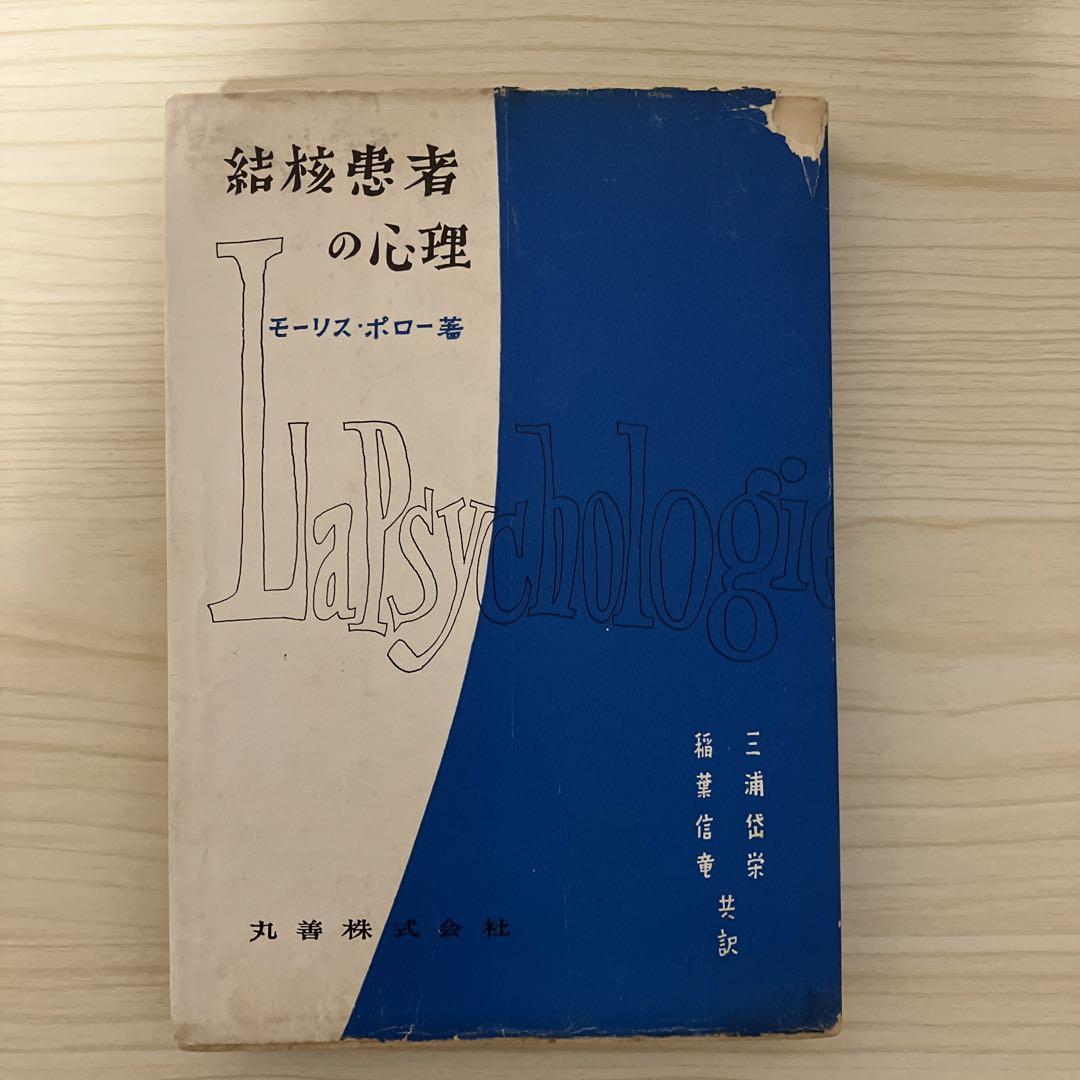 結核患者
の心理
モーリス・ポロー著
La Psychologie
三浦岱栄
稲葉信竜
共訳
丸善株式会社